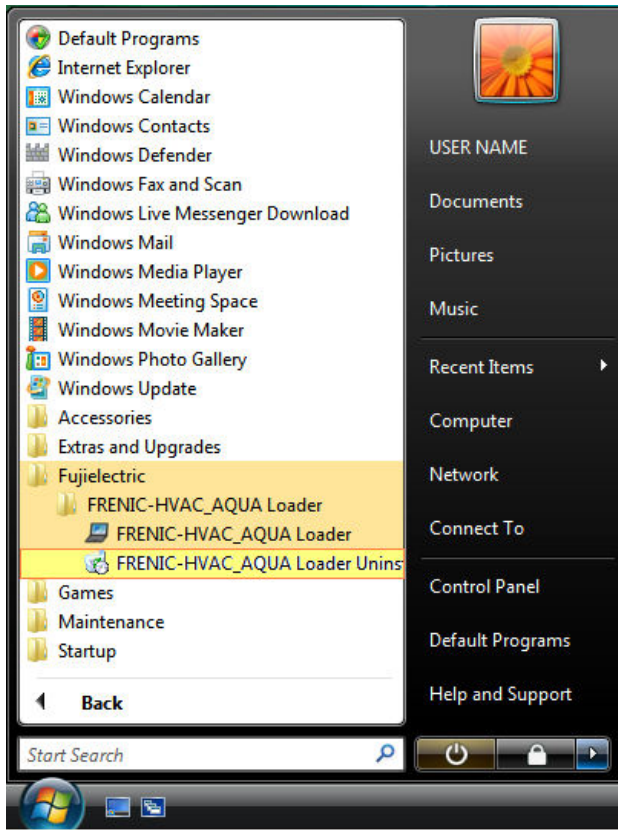 Default Programs
Internet Explorer
Windows Calendar
Windows Contacts
Windows Defender
Windows Fax and Scan
Windows Live Messenger Download
Windows Mail
Windows Media Player
Windows Meeting Space
Windows Movie Maker
Windows Photo Gallery
Windows Update
Accessories
Extras and Upgrades
Fujielectric
FRENIC-HVAC_AQUA Loader
FRENIC-HVAC_AQUA Loader
FRENIC-HVAC_AQUA Loader Unins
Games
Maintenance
Startup
Back
Start Search
USER NAME
Documents
Pictures
Music
Recent Items
Computer
Network
Connect To
Control Panel
Default Programs
Help and Support